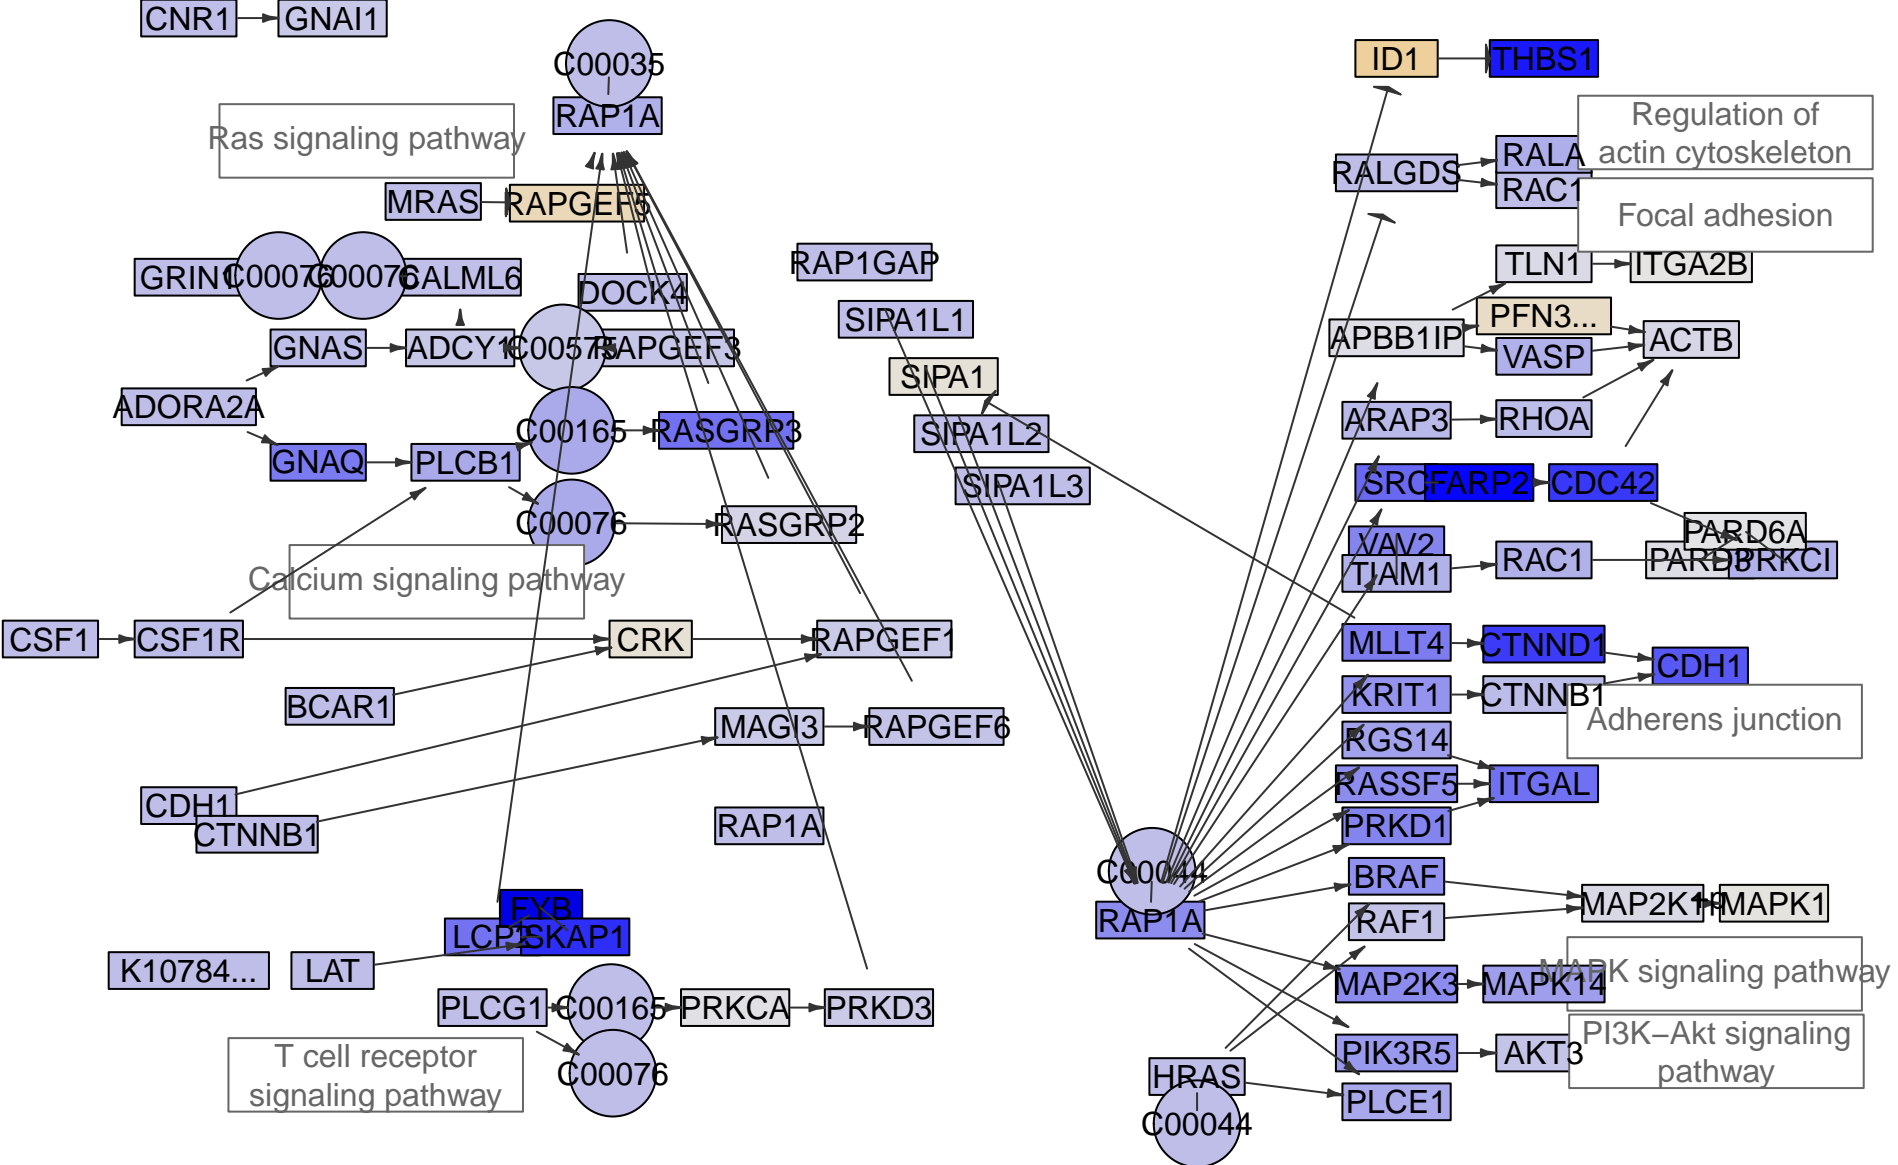 CNR1
GNAI1
C00035
RAP1A
ID1
THBS1
Ras signaling pathway
Regulation of
actin cytoskeleton
RALGDS
RALA
RAC1
Focal adhesion
MRAS
RAPGEF5
GRIN1
C00076
C00076
CALML6
DOCK4
RAP1GAP
TLN1
ITGA2B
SIPA1L1
PFN3...
APBB1IP
VASP
ACTB
GNAS
ADCY1
C00575
RAPGEF3
SIPA1
ADORA2A
ARAP3
RHOA
C00165
RASGRP3
SIPA1L2
GNAQ
PLCB1
SIPA1L3
SRC
FARP2
CDC42
C00076
RASGRP2
VAV2
TIAM1
RAC1
PARD6A
PARD3
PRKCI
Calcium signaling pathway
CSF1
CSF1R
CRK
RAPGEF1
MLLT4
CTNND1
CDH1
KRIT1
CTNNB1
Adherens junction
BCAR1
MAGI3
RAPGEF6
RGS14
RASSF5
ITGAL
CDH1
CTNNB1
RAP1A
PRKD1
C00044
RAP1A
BRAF
RAF1
MAP2K1
+p
MAPK1
FYB
LCP2
SKAP1
K10784...
LAT
MAP2K3
MAPK14
MAPK signaling pathway
PLCG1
C00165
PRKCA
PRKD3
PIK3R5
AKT3
PI3K−Akt signaling
pathway
T cell receptor
signaling pathway
C00076
HRAS
C00044
PLCE1